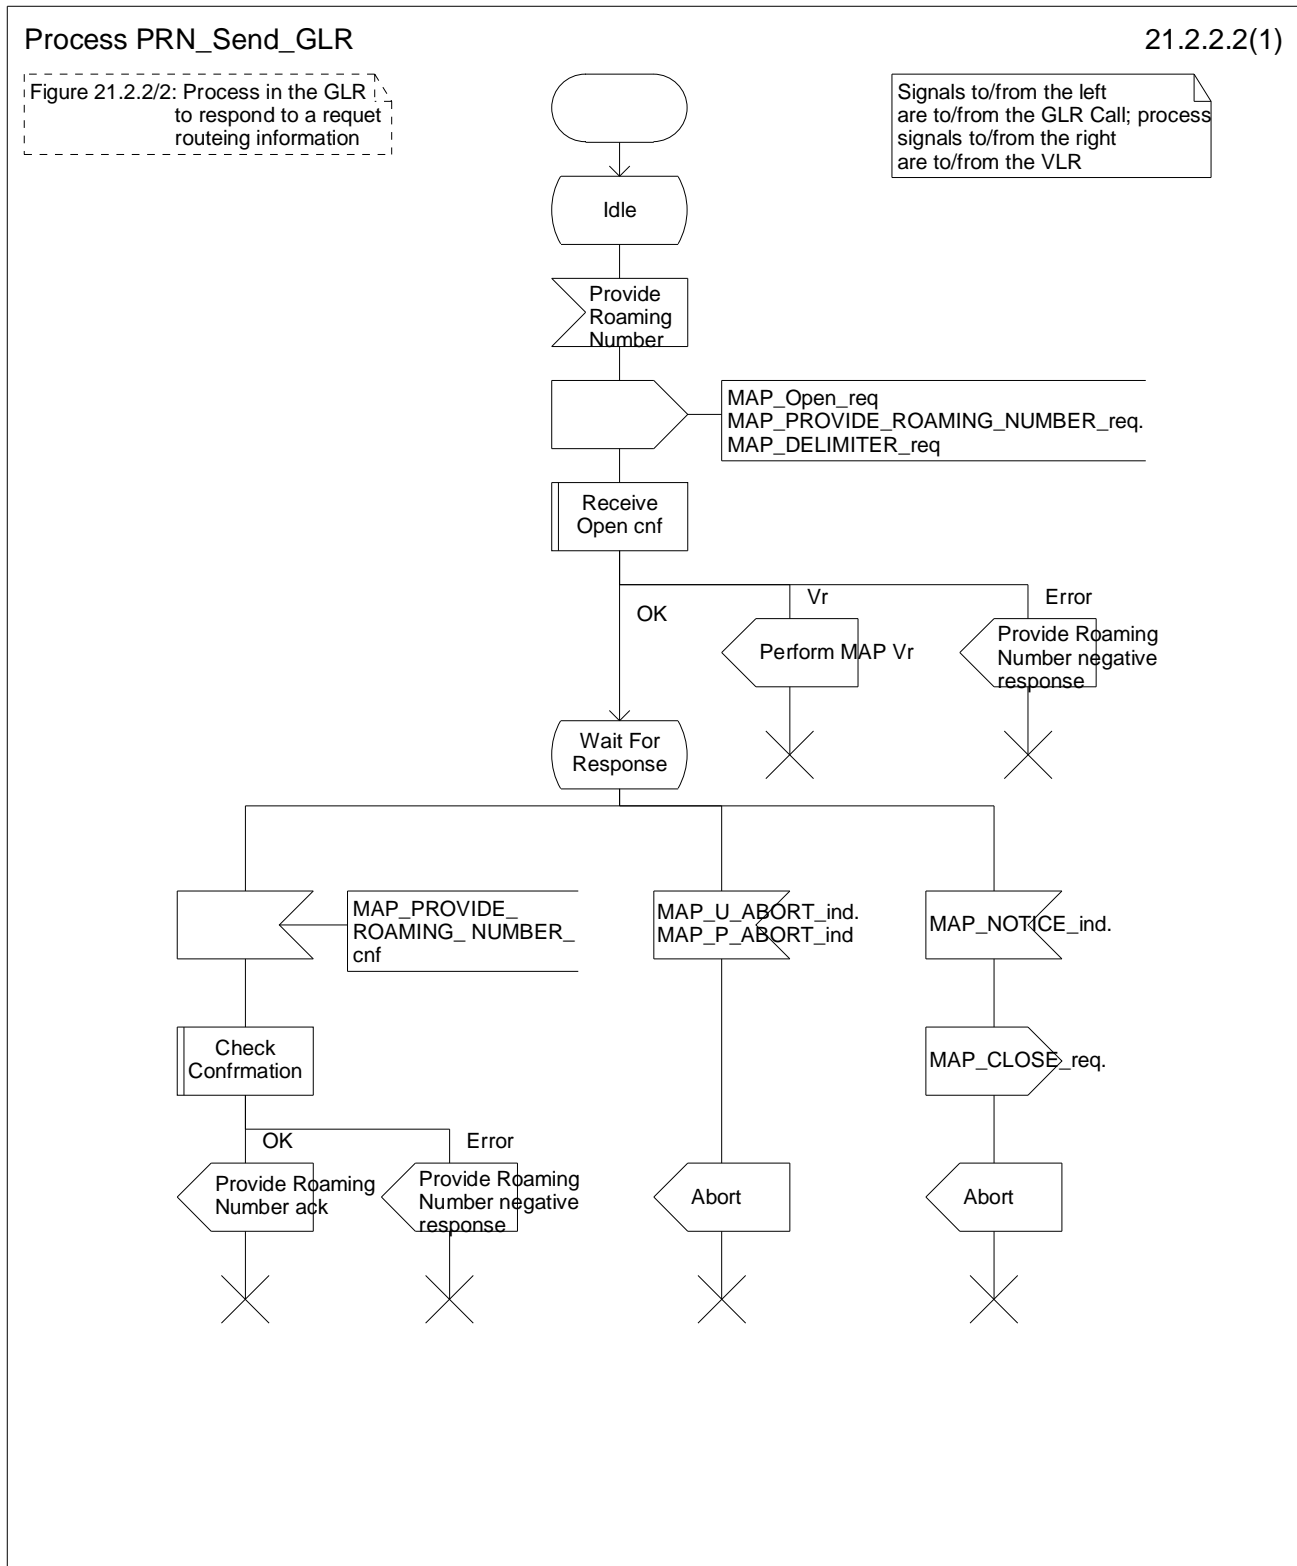 Process PRN_Send_GLR
21.2.2.2(1)
Figure 21.2.2/2: Process in the GLR
to respond to a requet
routeing information
Signals to/from the left
are to/from the GLR Call; process
signals to/from the right
are to/from the VLR
Idle
Provide
Roaming
Number
MAP_Open_req
MAP_PROVIDE_ROAMING_NUMBER_req.
MAP_DELIMITER_req
Receive
Open cnf
OK
Vr
Error
Perform MAP Vr
Provide Roaming
Number negative
response
Wait For
Response
MAP_PROVIDE_
ROAMING_ NUMBER_
cnf
MAP_U_ABORT_ind.
MAP_P_ABORT_ind
MAP_NOTICE_ind.
Check
Confrmation
MAP_CLOSE_req.
OK
Error
Provide Roaming
Number ack
Provide Roaming
Number negative
response
Abort
Abort